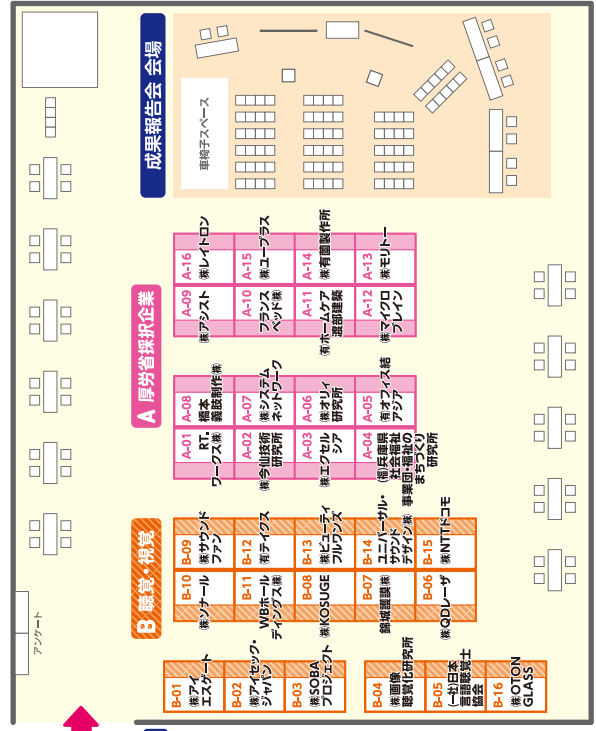 成果報告会 会場
車椅子スペース
A 厚労省採択企業
A-16
㈱レイトロン
A-15
㈱ユープラス
A-14
㈱有薗製作所
A-13
㈱モリトー
A-09
㈱アシスト
A-10
フランス
ベッド㈱
A-11
㈲ホームケア
渡部建築
A-12
㈱マイクロ
ブレイン
A-08
橋本
義肢制作㈱
A-07
㈱システム
ネットワーク
A-06
㈱オリィ
研究所
A-05
㈲オフィス結
アジア
A-01
RT.
ワークス㈱
A-02
㈱今仙技術
研究所
A-03
㈱エクセル
シア
A-04
(福)兵庫県
社会福祉
事業団・福祉の
まちづくり
研究所
B 聴覚・視覚
B-09
㈱サウンド
ファン
B-12
㈲テイクス
B-13
㈱ビューティ
フルワンズ
B-14
ユニバーサル・
サウンド
デザイン㈱
B-15
㈱NTTドコモ
B-10
㈱ソナール
B-11
WBホール
ディングス㈱
B-08
㈱KOSUGE
B-07
錦城護謨㈱
B-06
㈱QDレーザ
B-01
㈱アイ
エスゲート
B-02
㈱アイセック・
ジャパン
B-03
㈱SOBA
プロジェクト
B-04
㈱画像
聴覚化研究所
B-05
(一社)日本
言語聴覚士
協会
B-16
㈱OTON
GLASS
アンケート